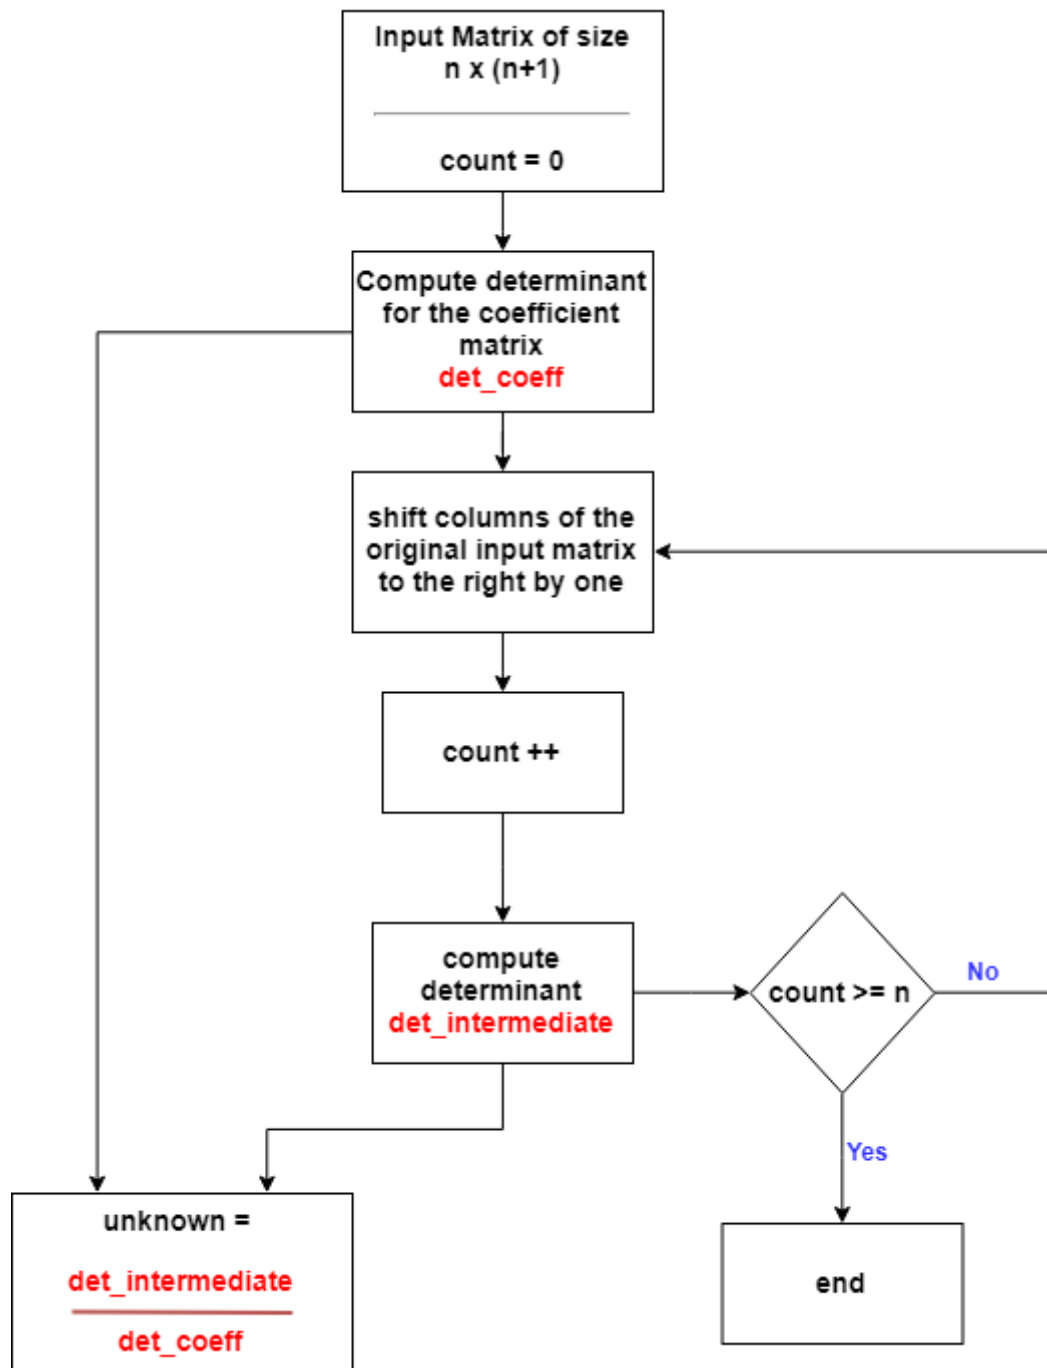 Input Matrix of size
n x (n+1)
count = 0
Compute determinant
for the coefficient
matrix
det_coeff
shift columns of the
original input matrix
to the right by one
count ++
compute
determinant
det_intermediate
count >= n
No
Yes
unknown =
det_intermediate
det_coeff
end